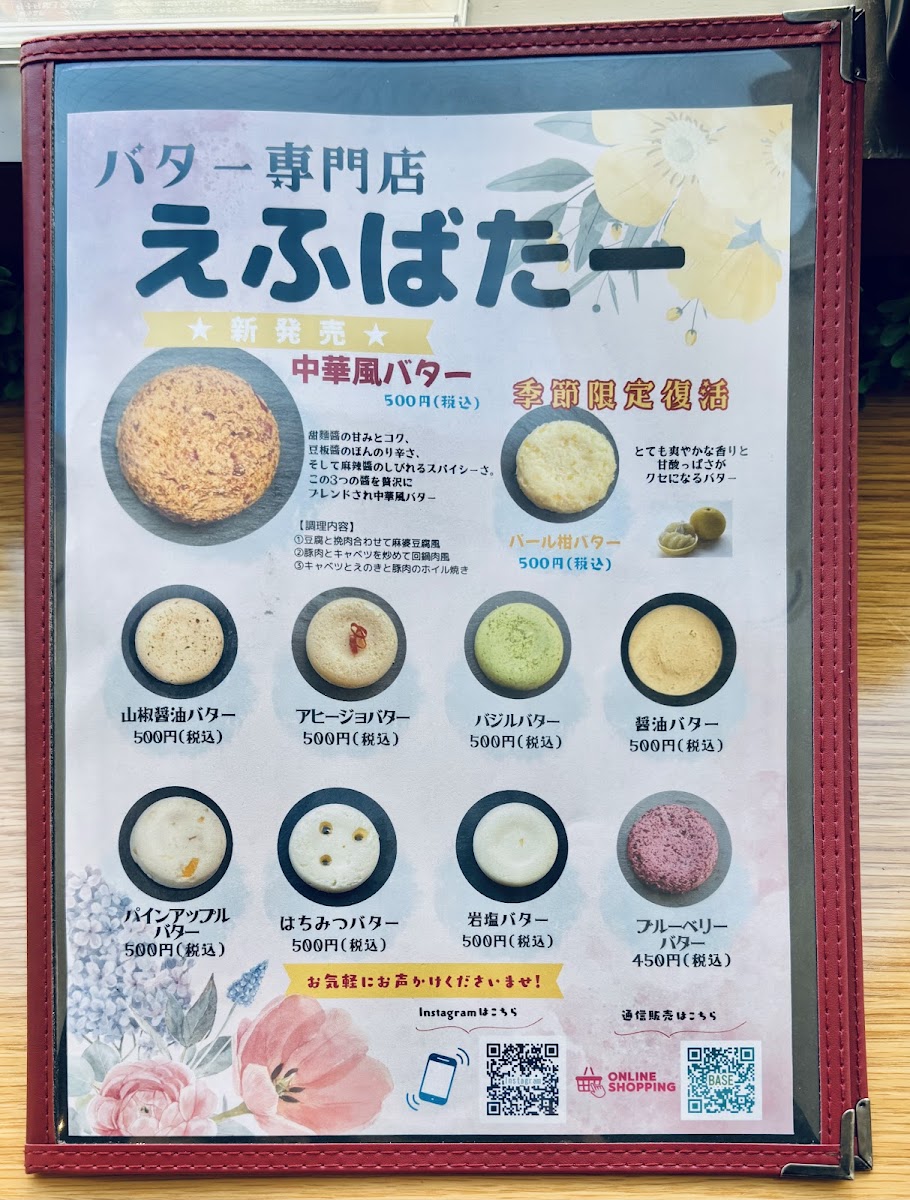 バター専門店
えふばたー
★新発売★
中華風バター
500円(税込)
甜麵醬の甘みとコク、
豆板醬のほんのり辛さ、
そして麻辣醬のしびれるスパイシーさ。
この3つの醬を贅沢に
ブレンドされ中華風バター
【調理内容】
①豆腐と挽肉合わせて麻婆豆腐風
②豚肉とキャベツを炒めて回鍋肉風
③キャベツとえのきと豚肉のホイル焼き
季節限定復活
とても爽やかな香りと
甘酸っぱさが
クセになるバター
パール柑バター
500円(税込)
山椒醤油バター
500円(税込)
アヒージョバター
500円(税込)
バジルバター
500円(税込)
醤油バター
500円(税込)
パインアップル
バター
500円(税込)
はちみつバター
500円(税込)
岩塩バター
500円(税込)
ブルーベリー
バター
450円(税込)
お気軽にお声かけくださいませ!
Instagramはこちら
Instagram
通信販売はこちら
ONLINE
SHOPPING
BASE